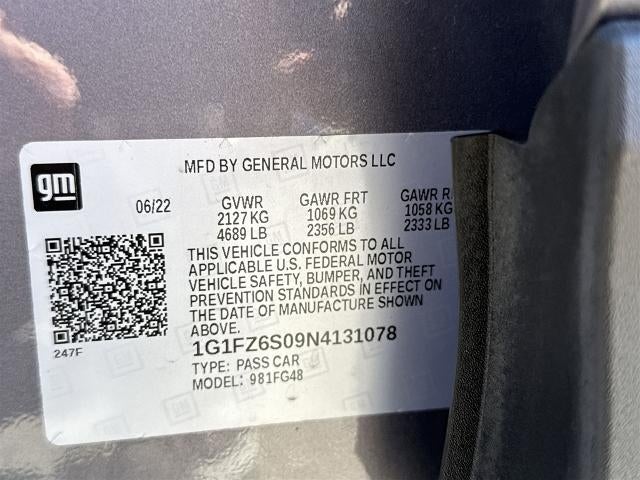 MFD BY GENERAL MOTORS LLC
gm
06/22 GVWR GAWR FRT GAWR
2127 KG 1069 KG 1058 KG
4689 LB 2356 LB 2333 LB
THIS VEHICLE CONFORMS TO ALL
APPLICABLE U.S. FEDERAL MOTOR
VEHICLE SAFETY, BUMPER, AND THEFT
PREVENTION STANDARDS IN EFFECT ON
THE DATE OF MANUFACTURE SHOWN
ABOVE.
247F
1G1FZ6S09N4131078
TYPE: PASS CAR
MODEL: 981FG48